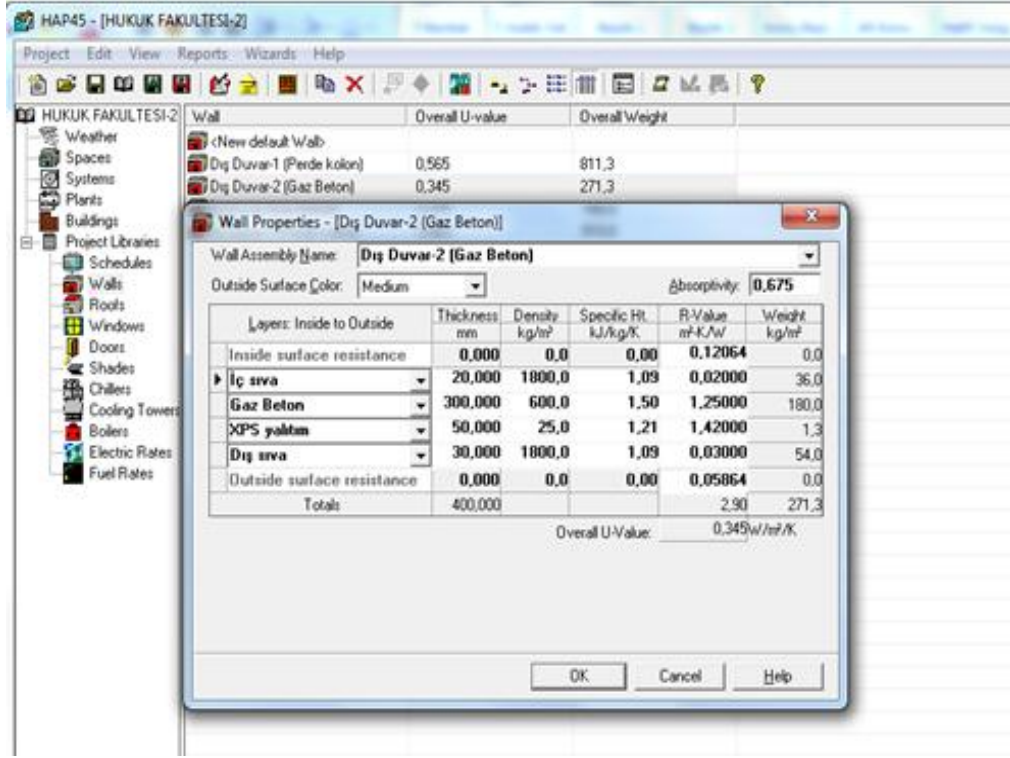 HAP45 - [HUKUK FAKULTESI-2]
Project Edit View Reports Wizards Help
HUKUK FAKULTESI-2
Weather
Spaces
Systems
Plants
Buildings
Project Libraries
Schedules
Walls
Roofs
Windows
Doors
Shades
Chillers
Cooling Towers
Boilers
Electric Rates
Fuel Rates
Wall Overall U-value Overall Weight
<New default Wall>
Dış Duvar-1 (Perde kolon) 0,565 811,3
Dış Duvar-2 (Gaz Beton) 0,345 271,3
Wall Properties - [Dış Duvar-2 (Gaz Beton)]
Wall Assembly Name: Dış Duvar-2 (Gaz Beton)
Outside Surface Color: Medium Absorptivity: 0,675
Layers: Inside to Outside Thickness mm Density kg/m³ Specific Ht. kJ/kg/K R-Value m²-K/W Weight kg/m²
Inside surface resistance 0,000 0,0 0,00 0,12064 0,0
İç sıva 20,000 1800,0 1,09 0,02000 36,0
Gaz Beton 300,000 600,0 1,50 1,25000 180,0
XPS yalıtım 50,000 25,0 1,21 1,42000 1,3
Dış sıva 30,000 1800,0 1,09 0,03000 54,0
Outside surface resistance 0,000 0,0 0,00 0,05864 0,0
Totals 400,000 2,90 271,3
Overall U-Value: 0,345 W/m²/K
OK Cancel Help